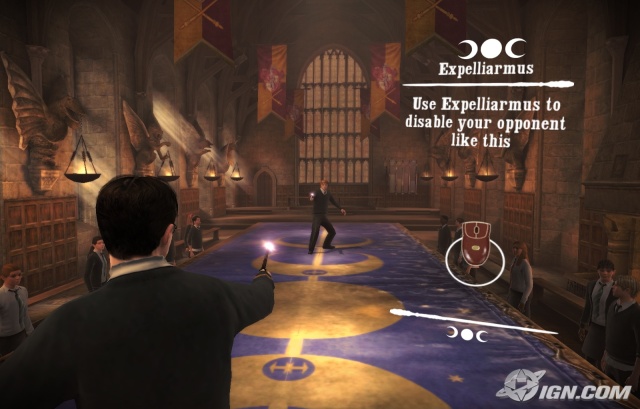 Expelliarmus
Use Expelliarmus to
disable your opponent
like this
IGN.COM